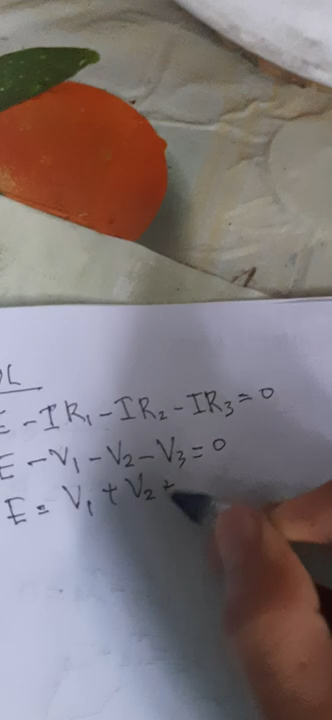 E - IR₁ - IR₂ - IR₃ = 0
E - V₁ - V₂ - V₃ = 0
E = V₁ + V₂ +